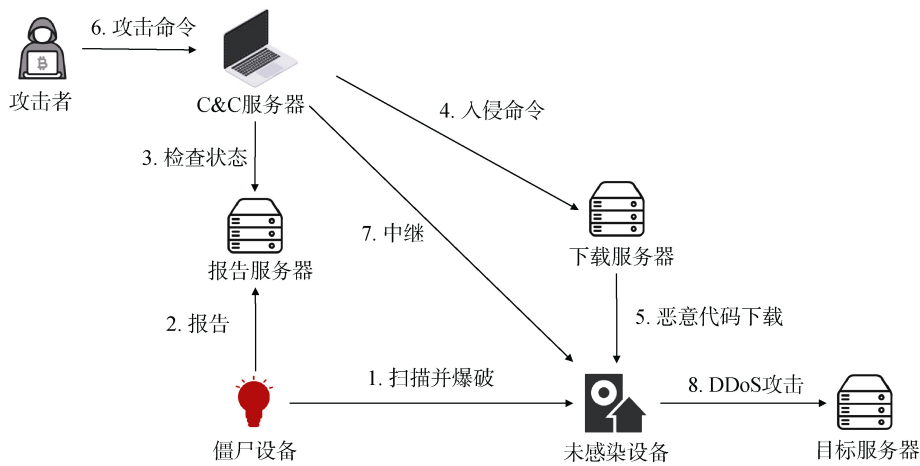 6. 攻击命令
攻击者
C&C服务器
4. 入侵命令
3. 检查状态
7. 中继
下载服务器
报告服务器
2. 报告
5. 恶意代码下载
1. 扫描并爆破
8. DDoS攻击
僵尸设备
未感染设备
目标服务器